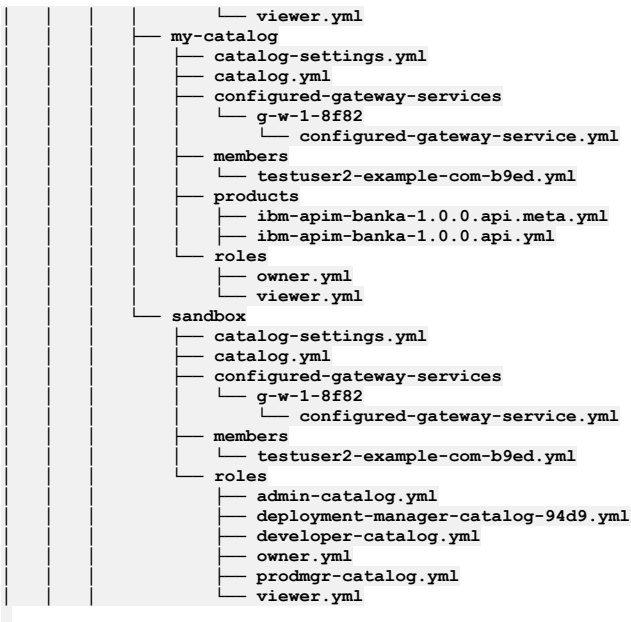 │   │   │           └── viewer.yml
│   │   │   ├── my-catalog
│   │   │   │   ├── catalog-settings.yml
│   │   │   │   ├── catalog.yml
│   │   │   │   ├── configured-gateway-services
│   │   │   │   │   └── g-w-1-8f82
│   │   │   │   │       └── configured-gateway-service.yml
│   │   │   │   ├── members
│   │   │   │   │   └── testuser2-example-com-b9ed.yml
│   │   │   │   ├── products
│   │   │   │   │   ├── ibm-apim-banka-1.0.0.api.meta.yml
│   │   │   │   │   ├── ibm-apim-banka-1.0.0.api.yml
│   │   │   │   └── roles
│   │   │   │       ├── owner.yml
│   │   │   │       └── viewer.yml
│   │   │   └── sandbox
│   │   │       ├── catalog-settings.yml
│   │   │       ├── catalog.yml
│   │   │       ├── configured-gateway-services
│   │   │       │   └── g-w-1-8f82
│   │   │       │       └── configured-gateway-service.yml
│   │   │       ├── members
│   │   │       │   └── testuser2-example-com-b9ed.yml
│   │   │       └── roles
│   │   │           ├── admin-catalog.yml
│   │   │           ├── deployment-manager-catalog-94d9.yml
│   │   │           ├── developer-catalog.yml
│   │   │           ├── owner.yml
│   │   │           ├── prodmgr-catalog.yml
│   │   │           └── viewer.yml